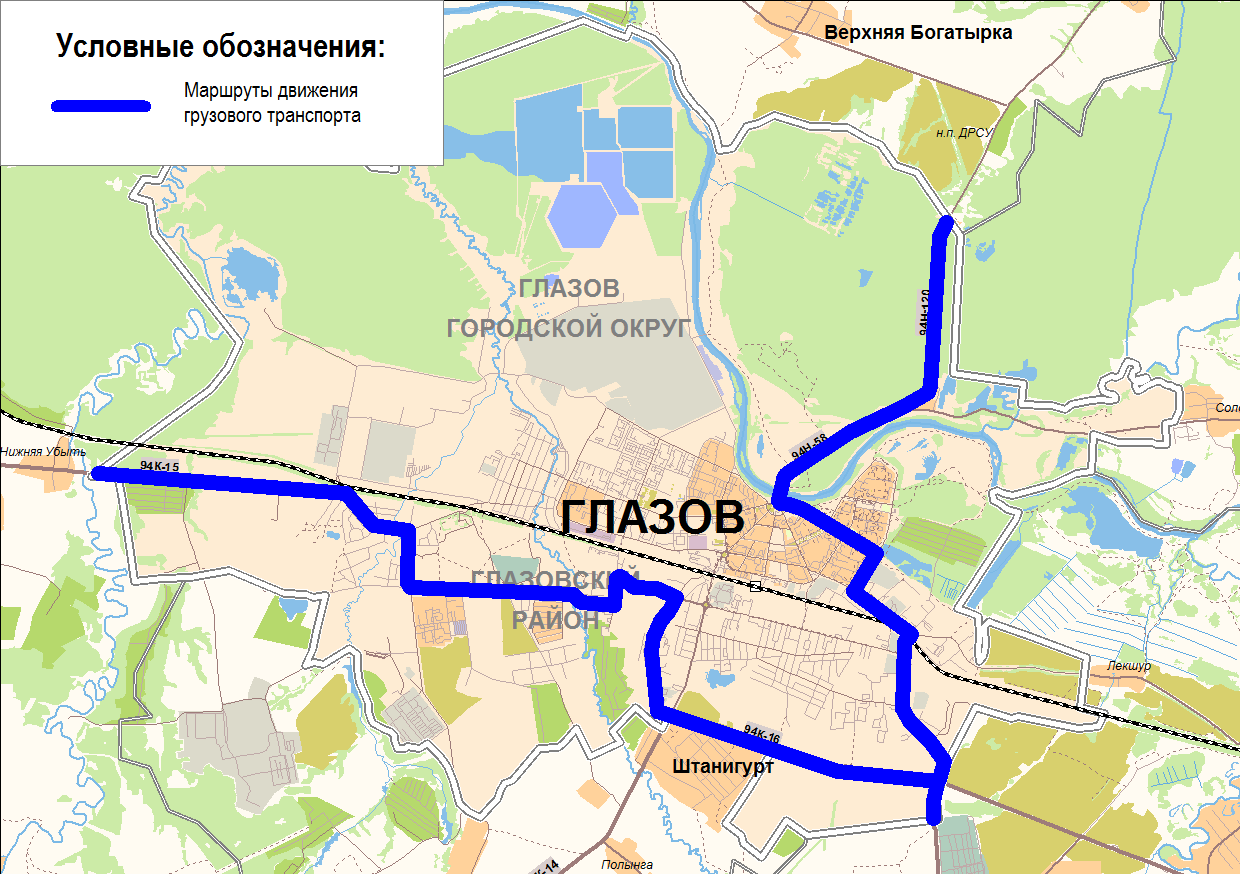 Условные обозначения:
Маршруты движения
грузового транспорта
Верхняя Богатырка
н.п. ДРСУ
ГЛАЗОВ
ГОРОДСКОЙ ОКРУГ
94Н-120
94Н-58
Нижняя Убыть
94К-15
ГЛАЗОВ
ГЛАЗОВСКИЙ
РАЙОН
Лекшур
94К-16
Штанигурт
Полынга